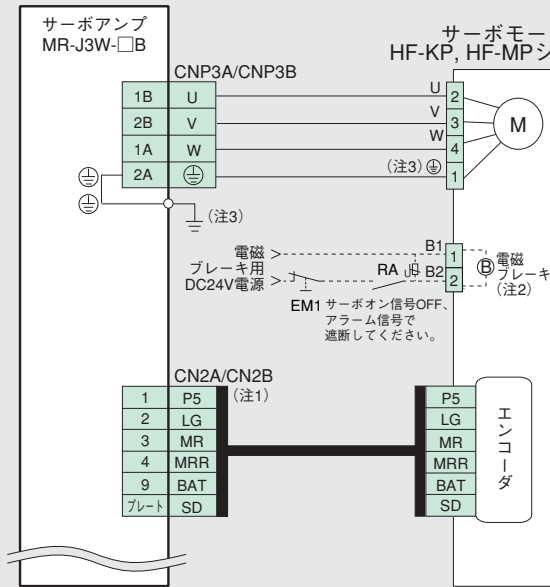 サーボアンプ
MR-J3W-□B
サーボモー
HF-KP, HF-MPシ
CNP3A/CNP3B
1B U
2B V
1A W
2A
U 2
V 3
W 4
(注3) 1
M
(注3)
電磁
ブレーキ用
DC24V電源
EM1
RA
B1 1
B2 2
B
電磁
ブレーキ
(注2)
サーボオン信号OFF、
アラーム信号で
遮断してください。
CN2A/CN2B
(注1)
1 P5
2 LG
3 MR
4 MRR
9 BAT
プレート SD
P5
LG
MR
MRR
BAT
SD
エンコーダ